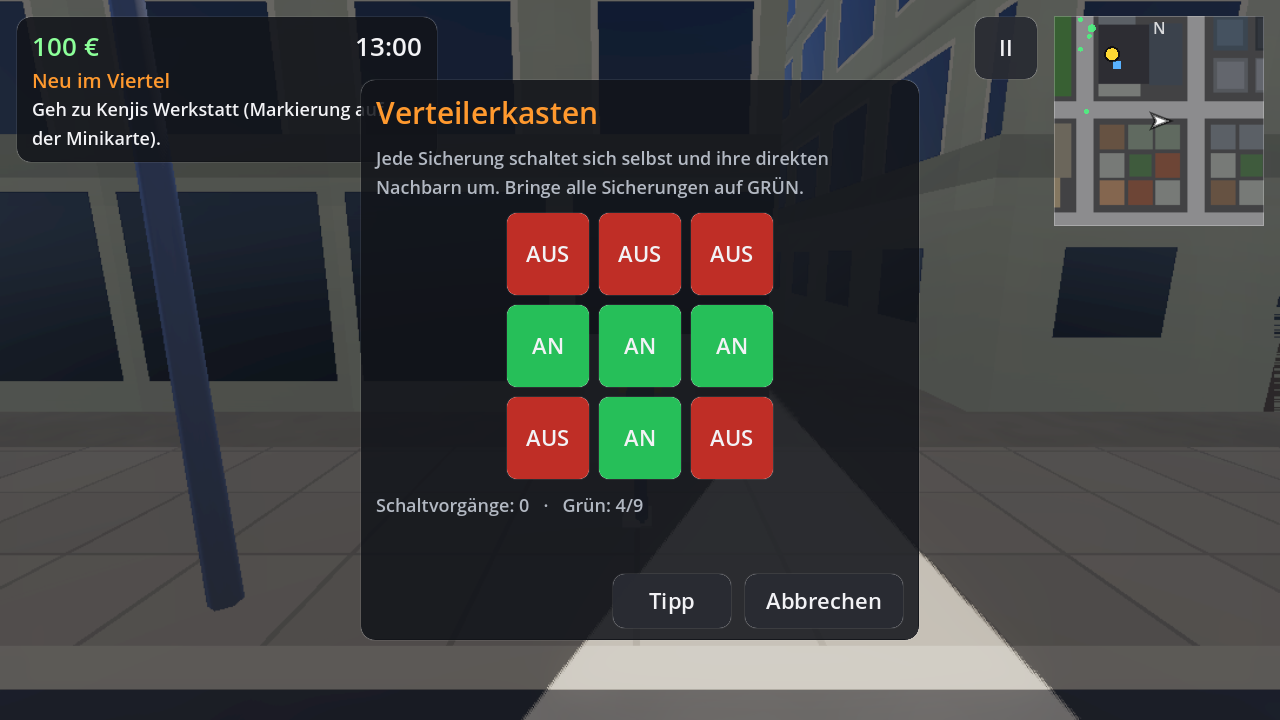 100 €
13:00
Neu im Viertel
Geh zu Kenjis Werkstatt (Markierung au
der Minikarte).
II
N
Verteilerkasten
Jede Sicherung schaltet sich selbst und ihre direkten
Nachbarn um. Bringe alle Sicherungen auf GRÜN.
AUS AUS AUS
AN AN AN
AUS AN AUS
Schaltvorgänge: 0 · Grün: 4/9
Tipp
Abbrechen